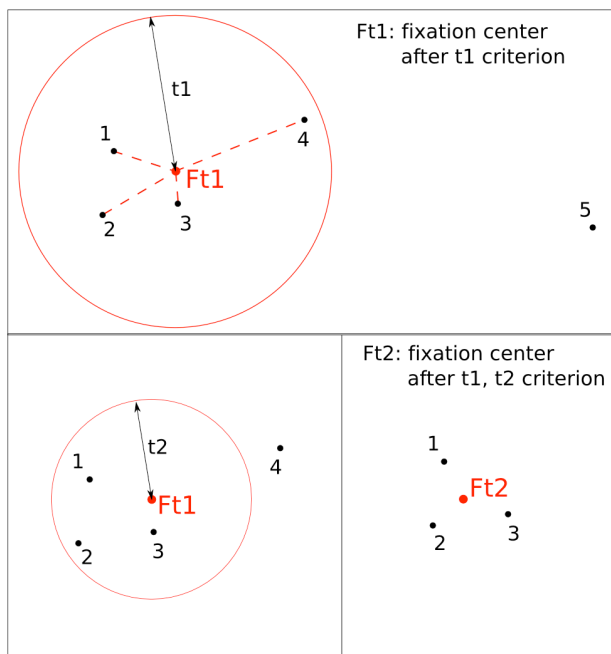 Ft1: fixation center
after t1 criterion
t1
1
4
Ft1
2
3
5
Ft2: fixation center
after t1, t2 criterion
t2
1
4
Ft1
2
3
1
Ft2
2
3